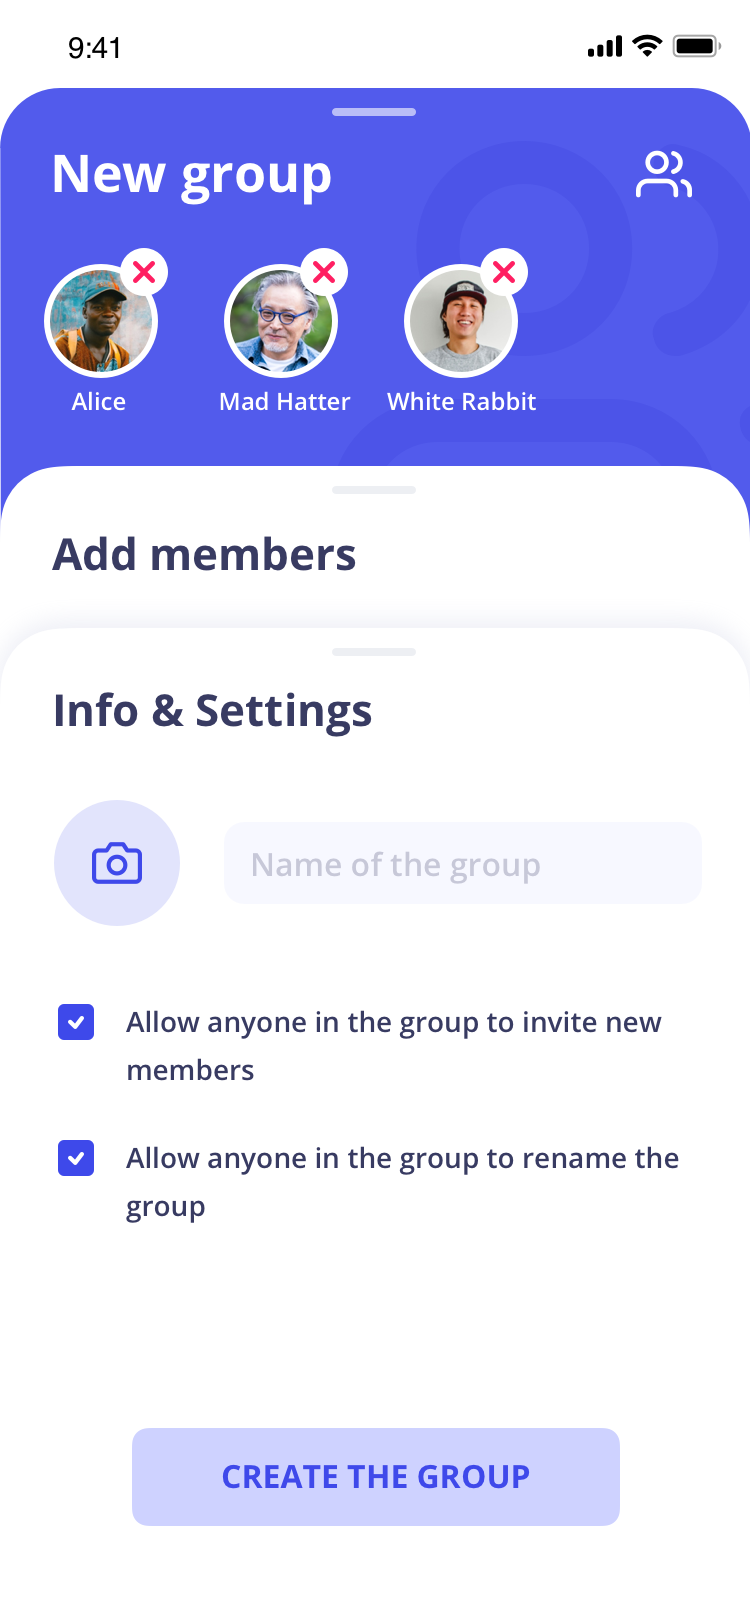 9:41
New group
Alice
Mad Hatter
White Rabbit
Add members
Info & Settings
Name of the group
Allow anyone in the group to invite new
members
Allow anyone in the group to rename the
group
CREATE THE GROUP